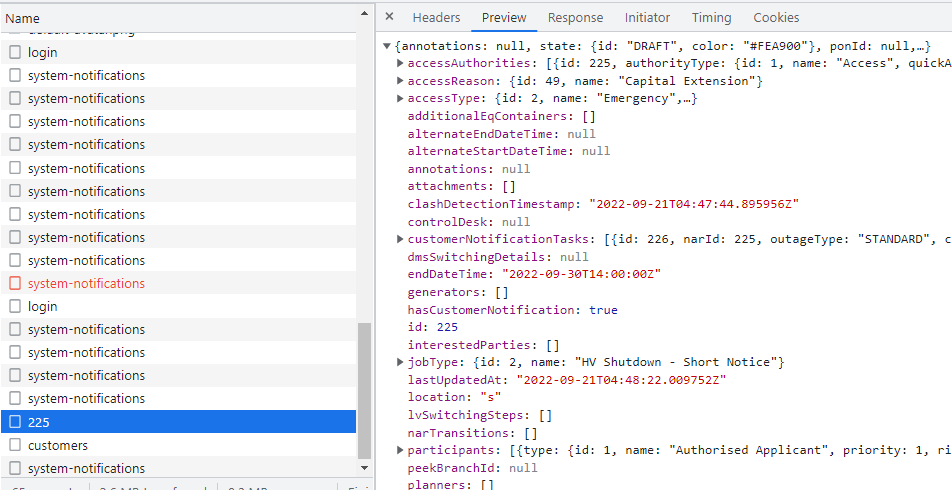 Name
login
system-notifications
system-notifications
system-notifications
system-notifications
system-notifications
system-notifications
system-notifications
system-notifications
system-notifications
system-notifications
login
system-notifications
system-notifications
system-notifications
system-notifications
225
customers
system-notifications
× Headers Preview Response Initiator Timing Cookies
{annotations: null, state: {id: "DRAFT", color: "#FEA900"}, ponId: null,…}
accessAuthorities: [{id: 225, authorityType: {id: 1, name: "Access", quickA
accessReason: {id: 49, name: "Capital Extension"}
accessType: {id: 2, name: "Emergency",…}
additionalEqContainers: []
alternateEndDateTime: null
alternateStartDateTime: null
annotations: null
attachments: []
clashDetectionTimestamp: "2022-09-21T04:47:44.895956Z"
controlDesk: null
customerNotificationTasks: [{id: 226, narId: 225, outageType: "STANDARD", c
dmsSwitchingDetails: null
endDateTime: "2022-09-30T14:00:00Z"
generators: []
hasCustomerNotification: true
id: 225
interestedParties: []
jobType: {id: 2, name: "HV Shutdown - Short Notice"}
lastUpdatedAt: "2022-09-21T04:48:22.009752Z"
location: "s"
lvSwitchingSteps: []
narTransitions: []
participants: [{type: {id: 1, name: "Authorised Applicant", priority: 1, ri
peekBranchId: null
planners: []